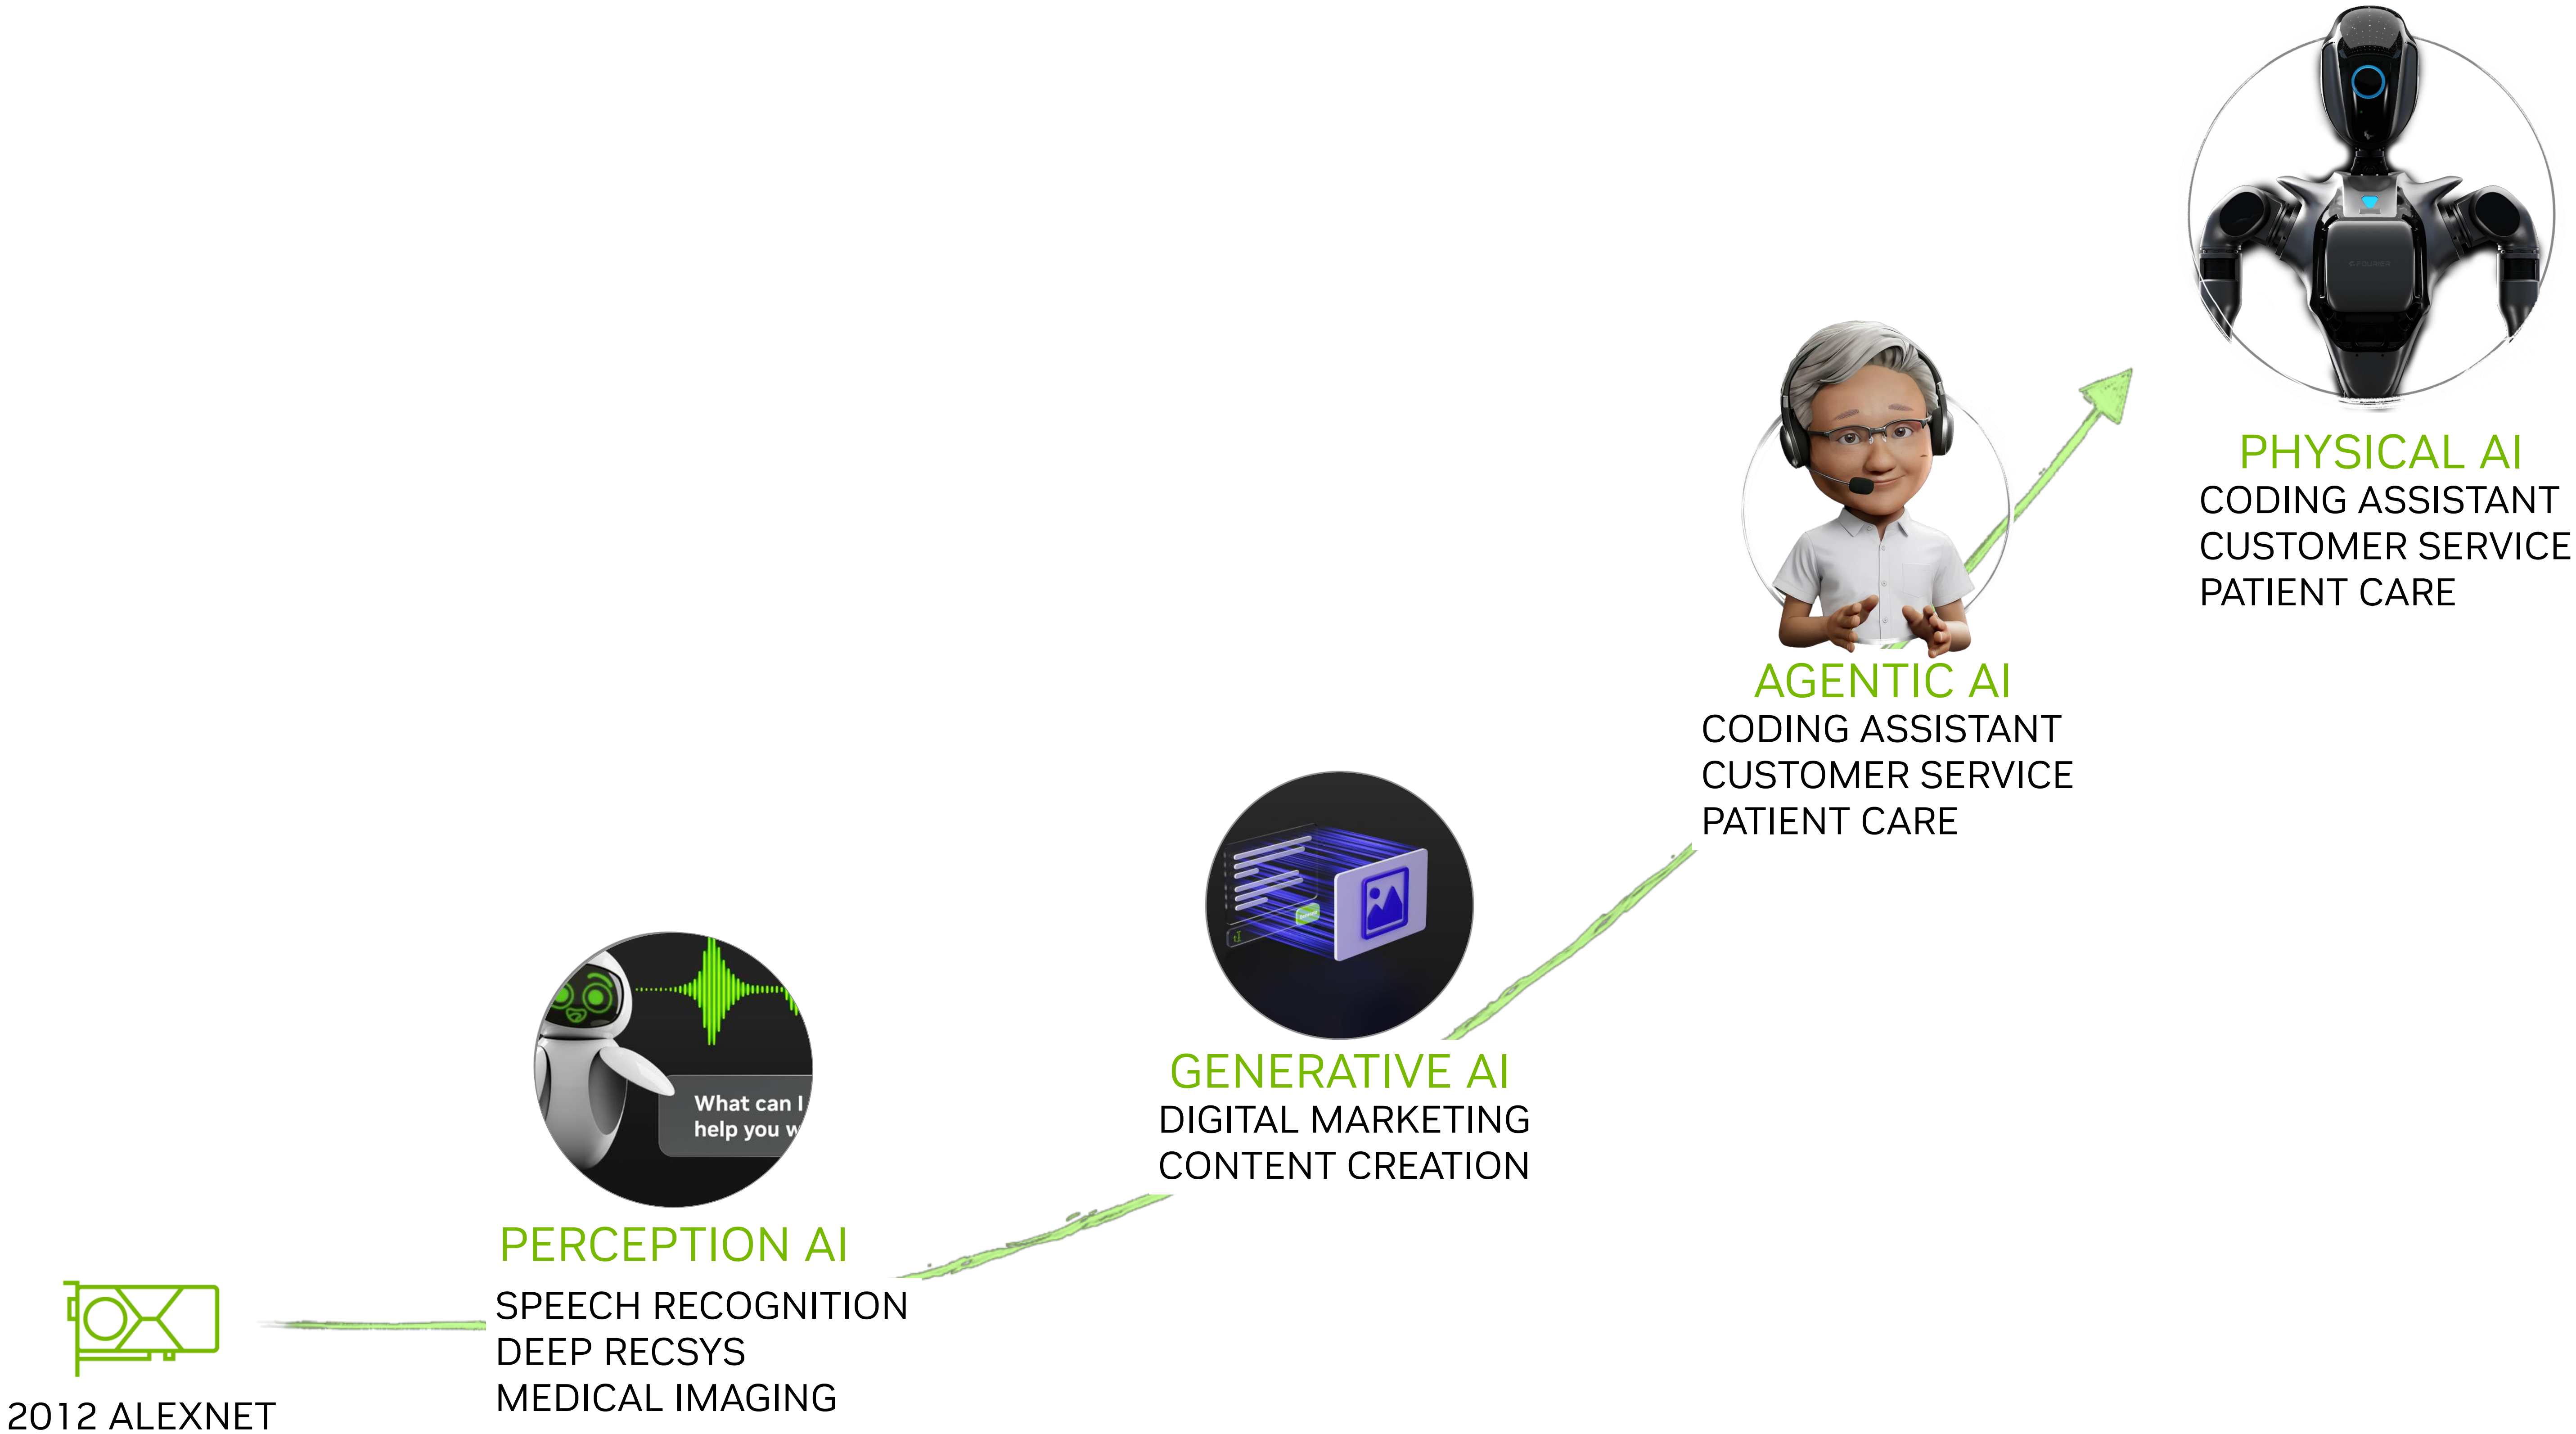 2012 ALEXNET
PERCEPTION AI
SPEECH RECOGNITION
DEEP RECSYS
MEDICAL IMAGING
What can I
help you w
GENERATIVE AI
DIGITAL MARKETING
CONTENT CREATION
AGENTIC AI
CODING ASSISTANT
CUSTOMER SERVICE
PATIENT CARE
PHYSICAL AI
CODING ASSISTANT
CUSTOMER SERVICE
PATIENT CARE
FOURIER